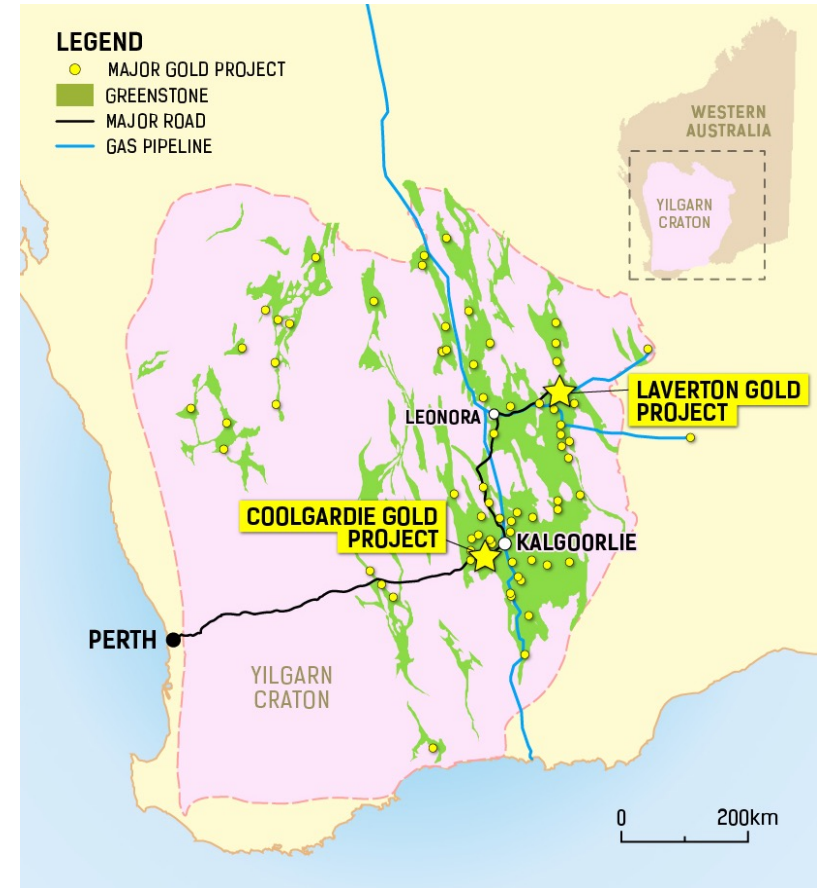 LEGEND
MAJOR GOLD PROJECT
GREENSTONE
MAJOR ROAD
GAS PIPELINE
WESTERN
AUSTRALIA
YILGARN
CRATON
LAVERTON GOLD
PROJECT
LEONORA
COOLGARDIE GOLD
PROJECT
KALGOORLIE
PERTH
YILGARN
CRATON
0 200km